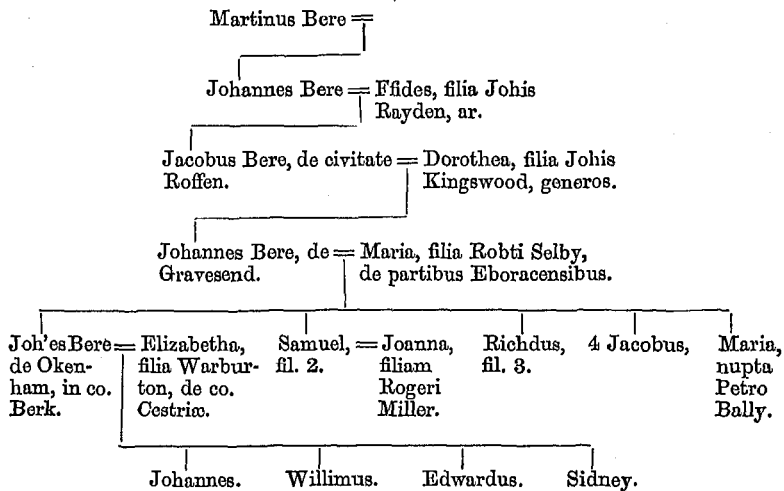 Martinus Bere =
Johannes Bere = Ffides, filia Johis
Rayden, ar.
Jacobus Bere, de civitate = Dorothea, filia Johis
Roffen. Kingswood, generos.
Johannes Bere, de = Maria, filia Robti Selby,
Gravesend. de partibus Eboracensibus.
Joh'es Bere = Elizabetha, Samuel, = Joanna, Richdus, 4 Jacobus, Maria,
de Oken- filia Warbur- fil. 2. filiam fil. 3. nupta
ham, in co. ton, de co. Rogeri Petro
Berk. Cestriæ. Miller. Bally.
Johannes. Willimus. Edwardus. Sidney.